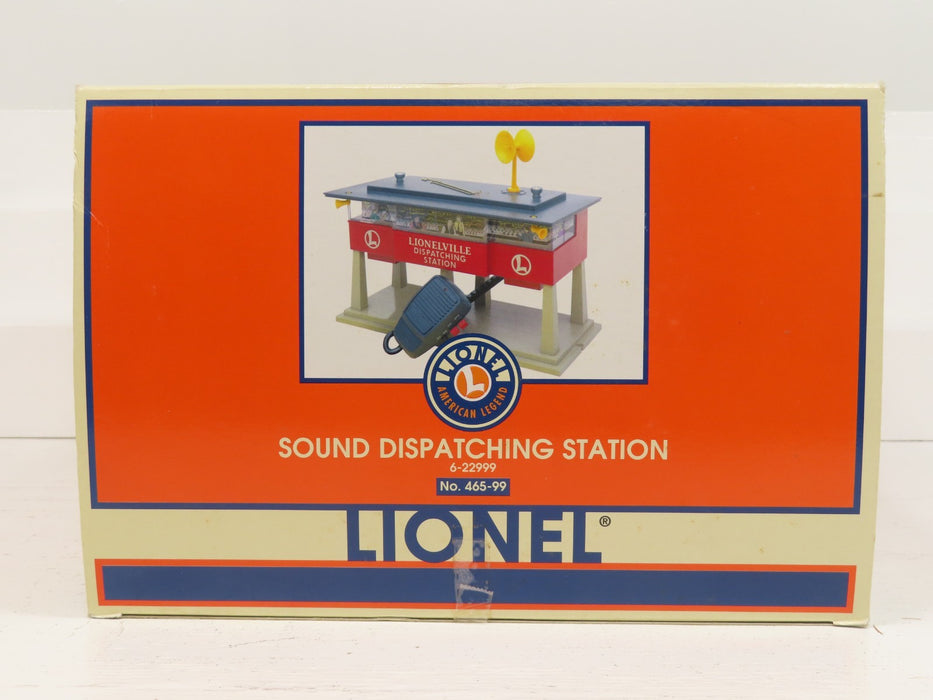 L
LIONELVILLE
DISPATCHING
STATION
L
LIONEL
L
AMERICAN LEGEND
SOUND DISPATCHING STATION
6-22999
No. 465-99
LIONEL®